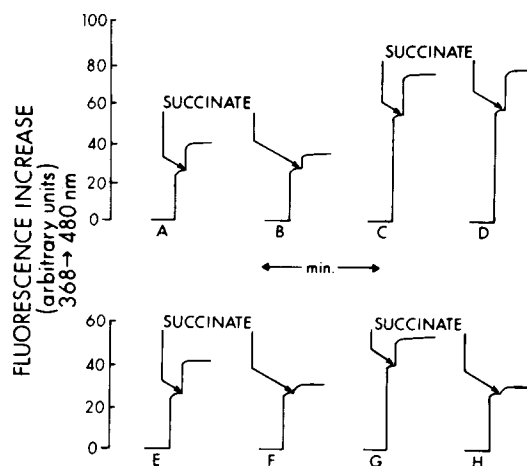 FLUORESCENCE INCREASE
(arbitrary units)
368→480 nm
100
80
60
40
20
0
SUCCINATE
SUCCINATE
A
B
C
D
min.
60
40
20
0
SUCCINATE
SUCCINATE
E
F
G
H